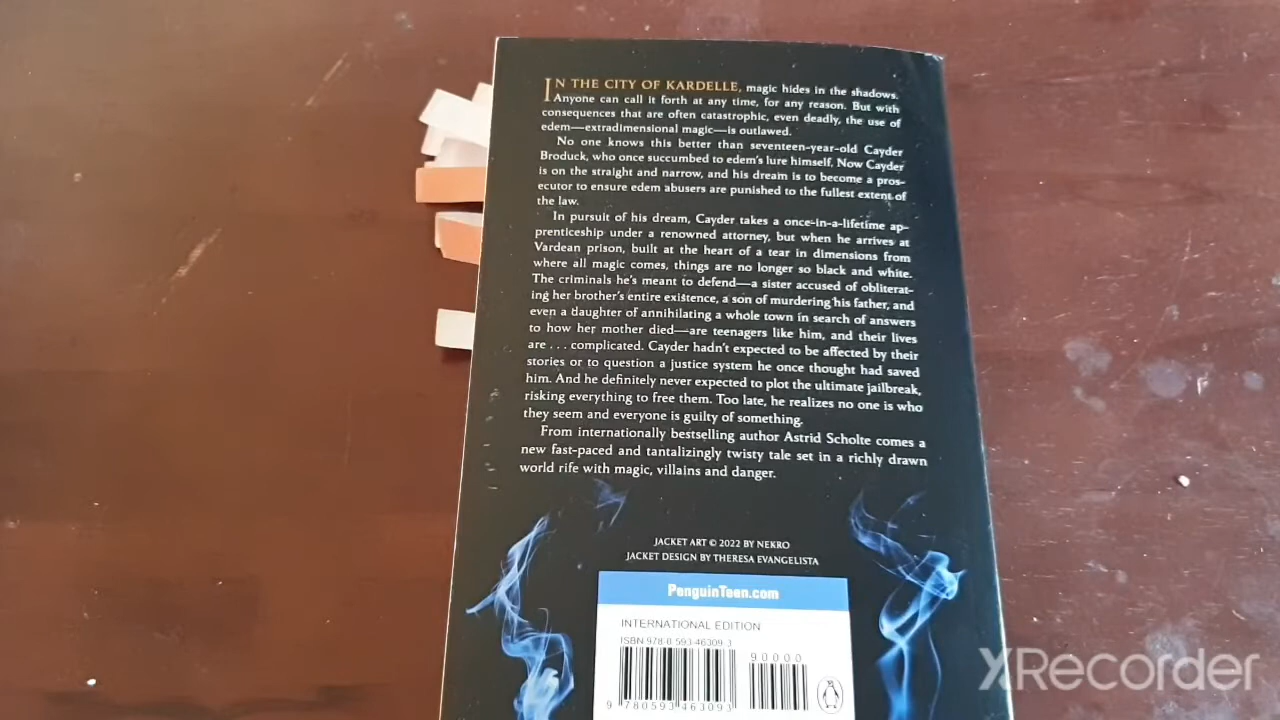 IN THE CITY OF KARDELLE, magic hides in the shadows.
Anyone can call it forth at any time, for any reason. But with
consequences that are often catastrophic, even deadly, the use of
edem—extradimensional magic—is outlawed.
No one knows this better than seventeen-year-old Cayder
Broduck, who once succumbed to edem's lure himself. Now Cayder
is on the straight and narrow, and his dream is to become a pros-
ecutor to ensure edem abusers are punished to the fullest extent of
the law.
In pursuit of his dream, Cayder takes a once-in-a-lifetime ap-
prenticeship under a renowned attorney, but when he arrives at
Vardean prison, built at the heart of a tear in dimensions from
where all magic comes, things are no longer so black and white.
The criminals he's meant to defend—a sister accused of obliterat-
ing her brother's entire existence, a son of murdering his father, and
even a daughter of annihilating a whole town in search of answers
to how her mother died—are teenagers like him, and their lives
are . . . complicated. Cayder hadn't expected to be affected by their
stories or to question a justice system he once thought had saved
him. And he definitely never expected to plot the ultimate jailbreak,
risking everything to free them. Too late, he realizes no one is who
they seem and everyone is guilty of something.
From internationally bestselling author Astrid Scholte comes a
new fast-paced and tantalizingly twisty tale set in a richly drawn
world rife with magic, villains and danger.
JACKET ART © 2022 BY NEKRO
JACKET DESIGN BY THERESA EVANGELISTA
PenguinTeen.com
INTERNATIONAL EDITION
ISBN 978-0-593-46309-3
90000
9 780593 463093
XRecorder